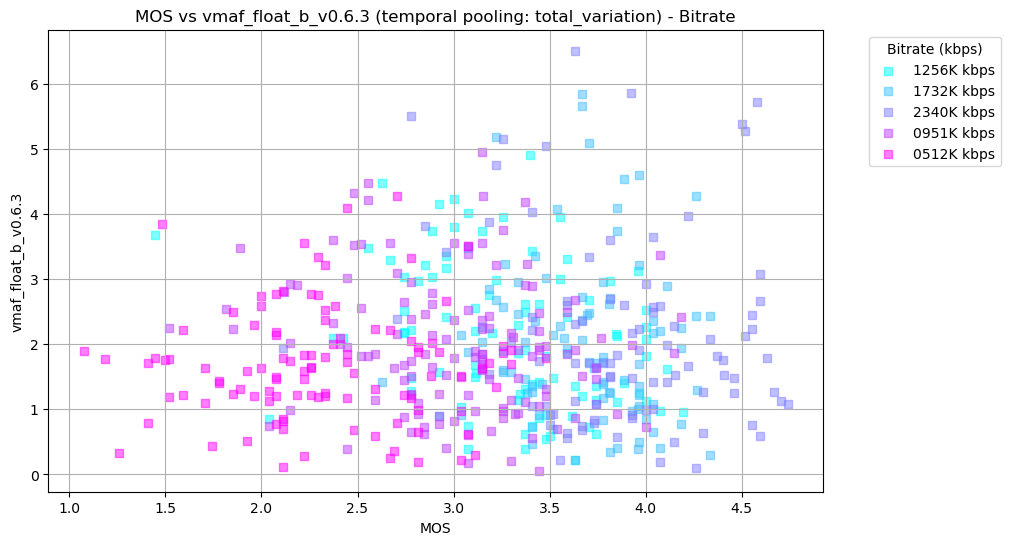 MOS vs vmaf_float_b_v0.6.3 (temporal pooling: total_variation) - Bitrate
Bitrate (kbps)
1256K kbps
1732K kbps
2340K kbps
0951K kbps
0512K kbps
vmaf_float_b_v0.6.3
6
5
4
3
2
1
0
1.0 1.5 2.0 2.5 3.0 3.5 4.0 4.5
MOS